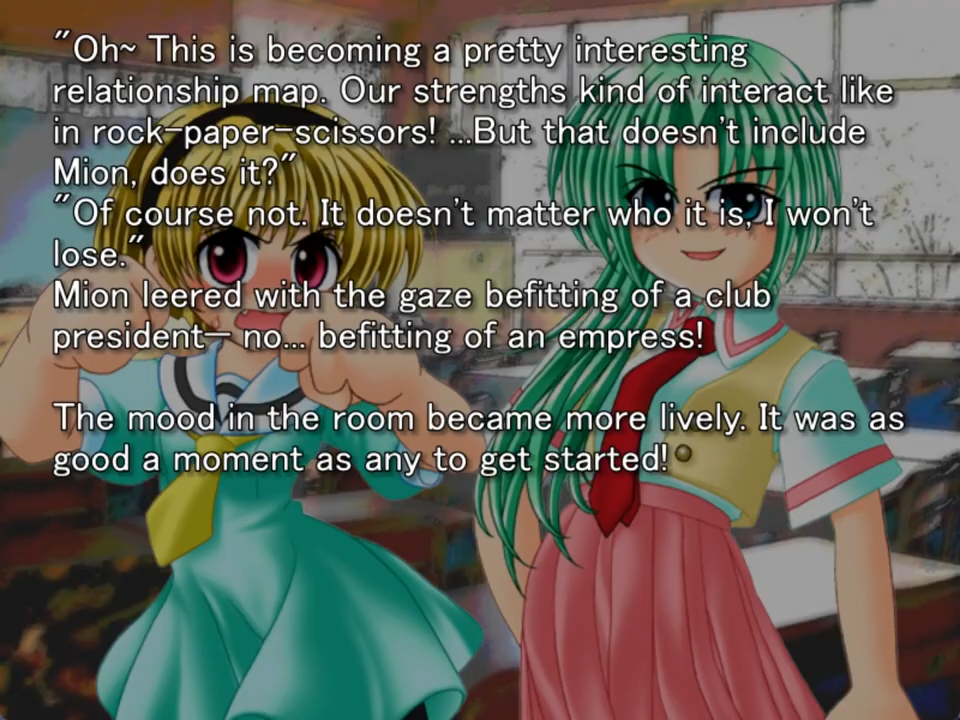 "Oh~ This is becoming a pretty interesting
relationship map. Our strengths kind of interact like
in rock-paper-scissors! ...But that doesn't include
Mion, does it?"
"Of course not. It doesn't matter who it is, I won't
lose."
Mion leered with the gaze befitting of a club
president— no... befitting of an empress!
The mood in the room became more lively. It was as
good a moment as any to get started!